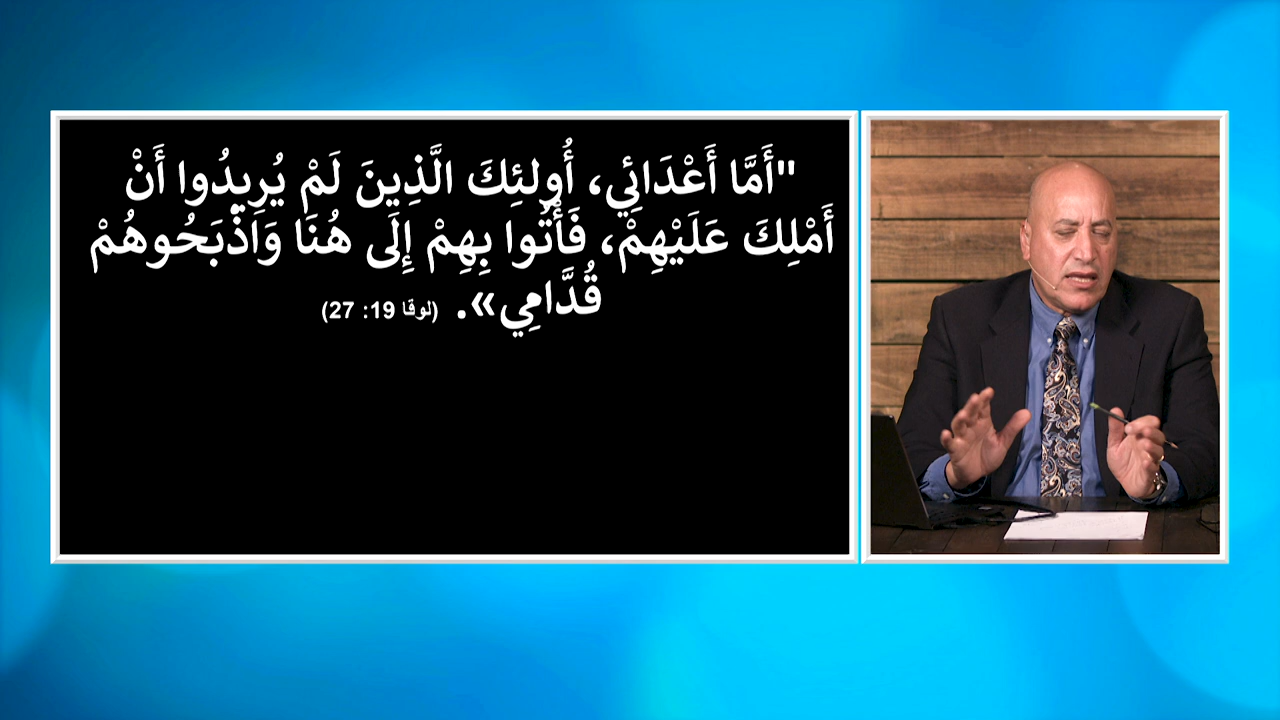 "أَمَّا أَعْدَائِي، أُولئِكَ الَّذِينَ لَمْ يُرِيدُوا أَنْ
أَمْلِكَ عَلَيْهِمْ، فَأْتُوا بِهِمْ إِلَى هُنَا وَاذْبَحُوهُمْ
قُدَّامِي». (لوقا 19: 27)